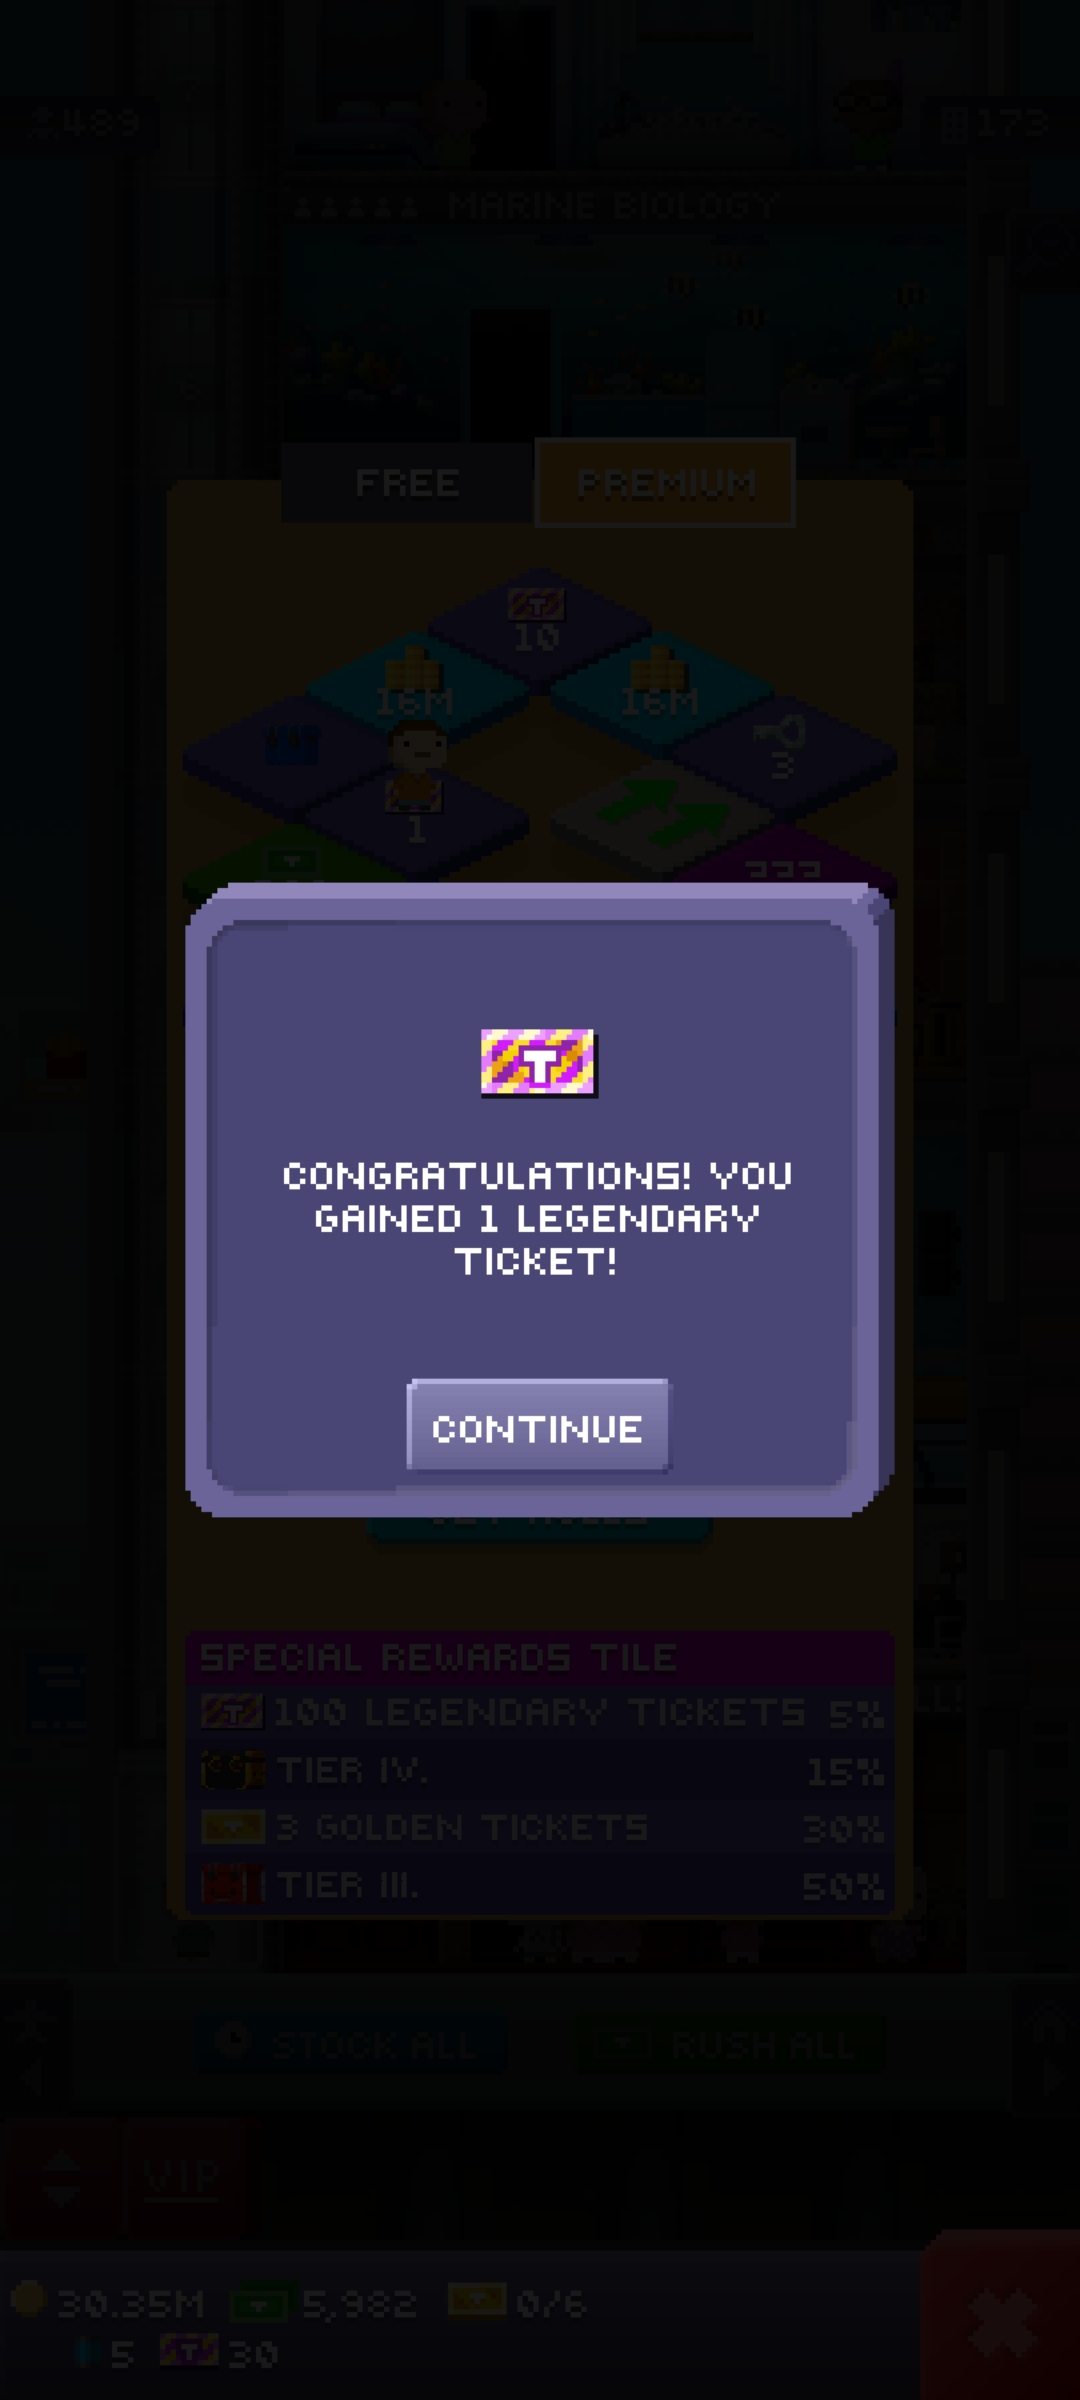 489
173
MARINE BIOLOGY
FREE
PREMIUM
T
10
16M
16M
3
1
???
T
CONGRATULATIONS! YOU
GAINED 1 LEGENDARY
TICKET!
CONTINUE
SPECIAL REWARDS TILE
T 100 LEGENDARY TICKETS 5%
TIER IV. 15%
3 GOLDEN TICKETS 30%
TIER III. 50%
STOCK ALL
RUSH ALL
VIP
30.35M 5,982 0/6
5 T 30